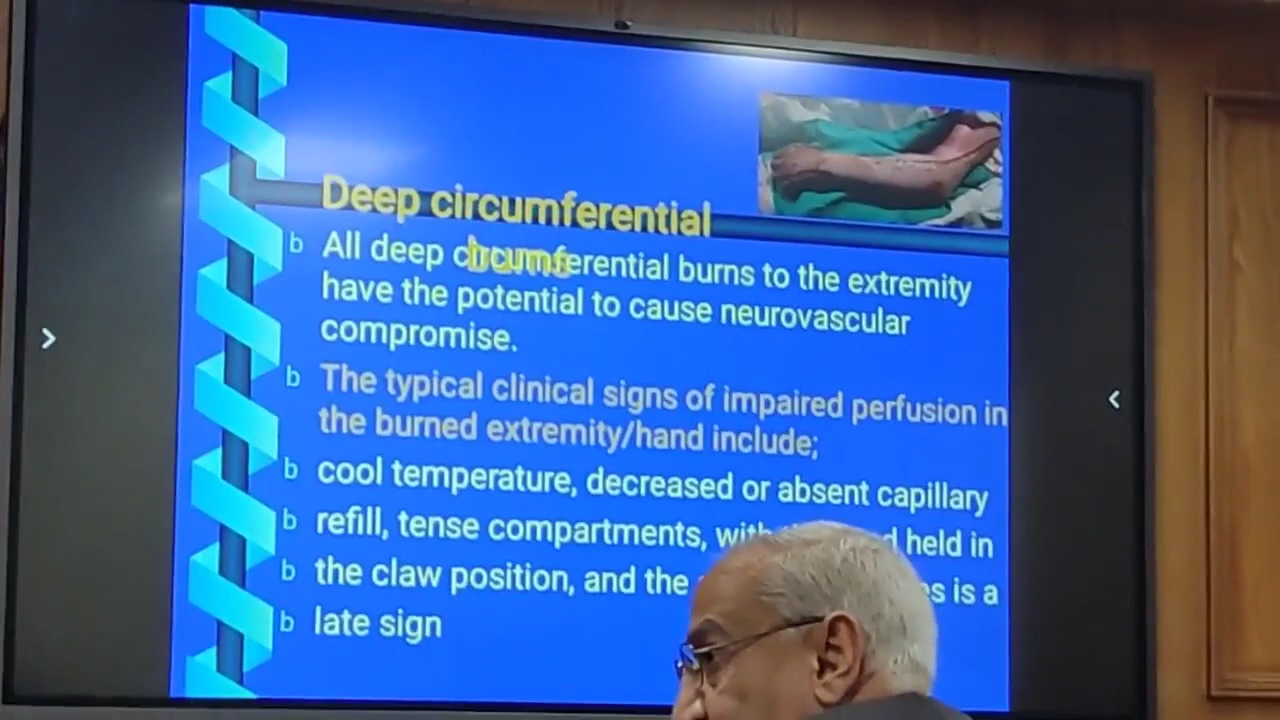 Deep circumferential
burns
b All deep circumferential burns to the extremity
have the potential to cause neurovascular
compromise.
b The typical clinical signs of impaired perfusion in
the burned extremity/hand include;
b cool temperature, decreased or absent capillary
b refill, tense compartments, with held in
b the claw position, and the is a
b late sign